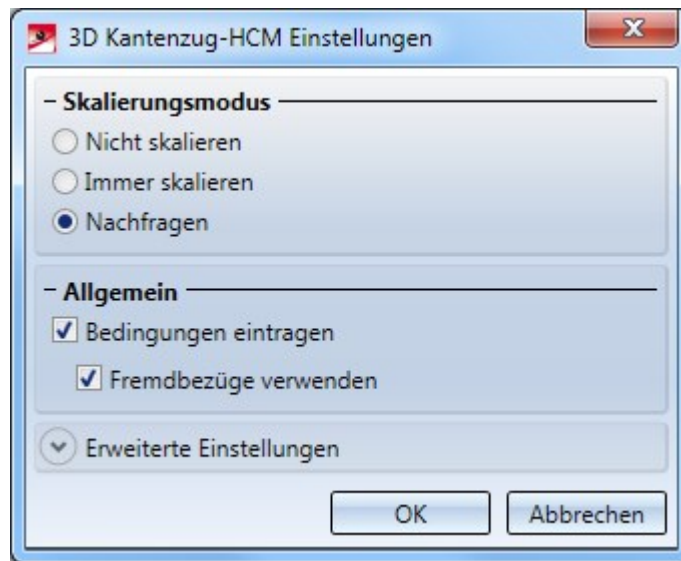 3D Kantenzug-HCM Einstellungen
Skalierungsmodus
Nicht skalieren
Immer skalieren
Nachfragen
Allgemein
Bedingungen eintragen
Fremdbezüge verwenden
Erweiterte Einstellungen
OK Abbrechen